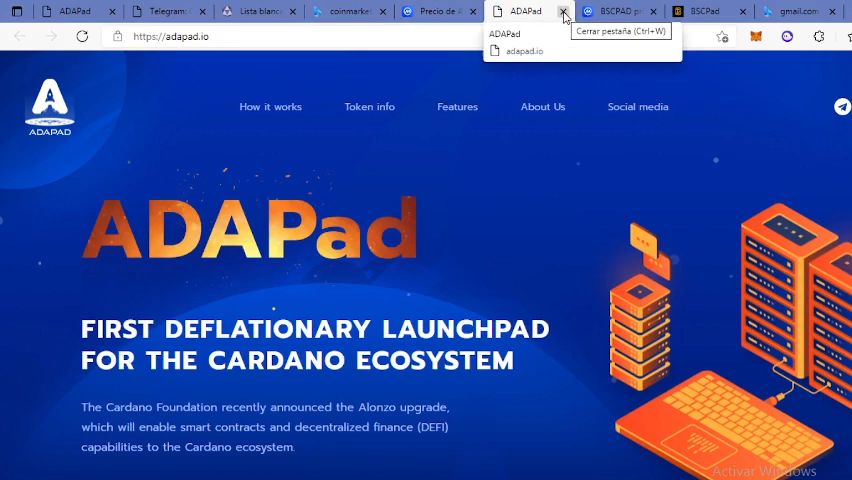 ADAPad
Telegram:
Lista blanca
coinmarket
Precio de A
ADAPad
BSCPAD pr
BSCPad
gmail.com
Cerrar pestaña (Ctrl+W)
ADAPad
adapad.io
https://adapad.io
ADAPAD
How it works
Token info
Features
About Us
Social media
ADAPad
FIRST DEFLATIONARY LAUNCHPAD
FOR THE CARDANO ECOSYSTEM
The Cardano Foundation recently announced the Alonzo upgrade,
which will enable smart contracts and decentralized finance (DEFI)
capabilities to the Cardano ecosystem.
Activar Windows